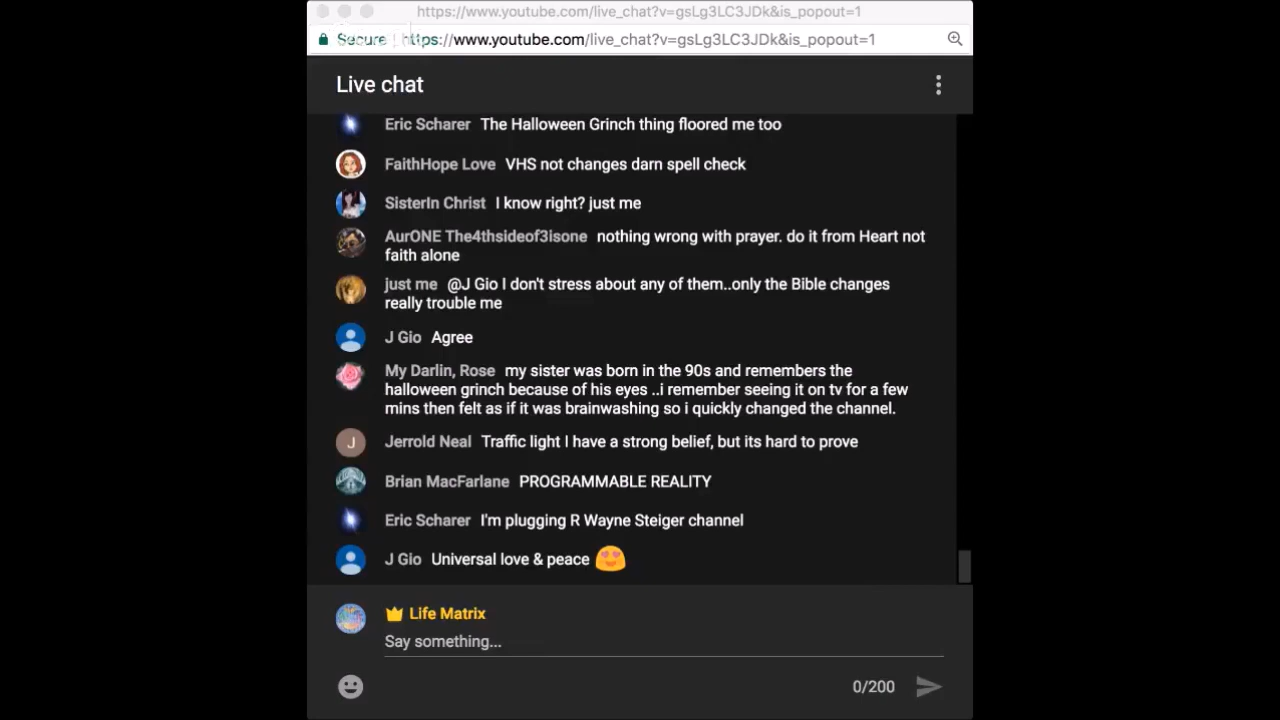 https://www.youtube.com/live_chat?v=gsLg3LC3JDk&is_popout=1
Secure https://www.youtube.com/live_chat?v=gsLg3LC3JDk&is_popout=1
Live chat
Eric Scharer The Halloween Grinch thing floored me too
FaithHope Love VHS not changes darn spell check
SisterIn Christ I know right? just me
AurONE The4thsideof3isone nothing wrong with prayer. do it from Heart not
faith alone
just me @J Gio I don't stress about any of them..only the Bible changes
really trouble me
J Gio Agree
My Darlin, Rose my sister was born in the 90s and remembers the
halloween grinch because of his eyes ..i remember seeing it on tv for a few
mins then felt as if it was brainwashing so i quickly changed the channel.
J Jerrold Neal Traffic light I have a strong belief, but its hard to prove
Brian MacFarlane PROGRAMMABLE REALITY
Eric Scharer I'm plugging R Wayne Steiger channel
J Gio Universal love & peace 😍
Life Matrix
Say something...
0/200